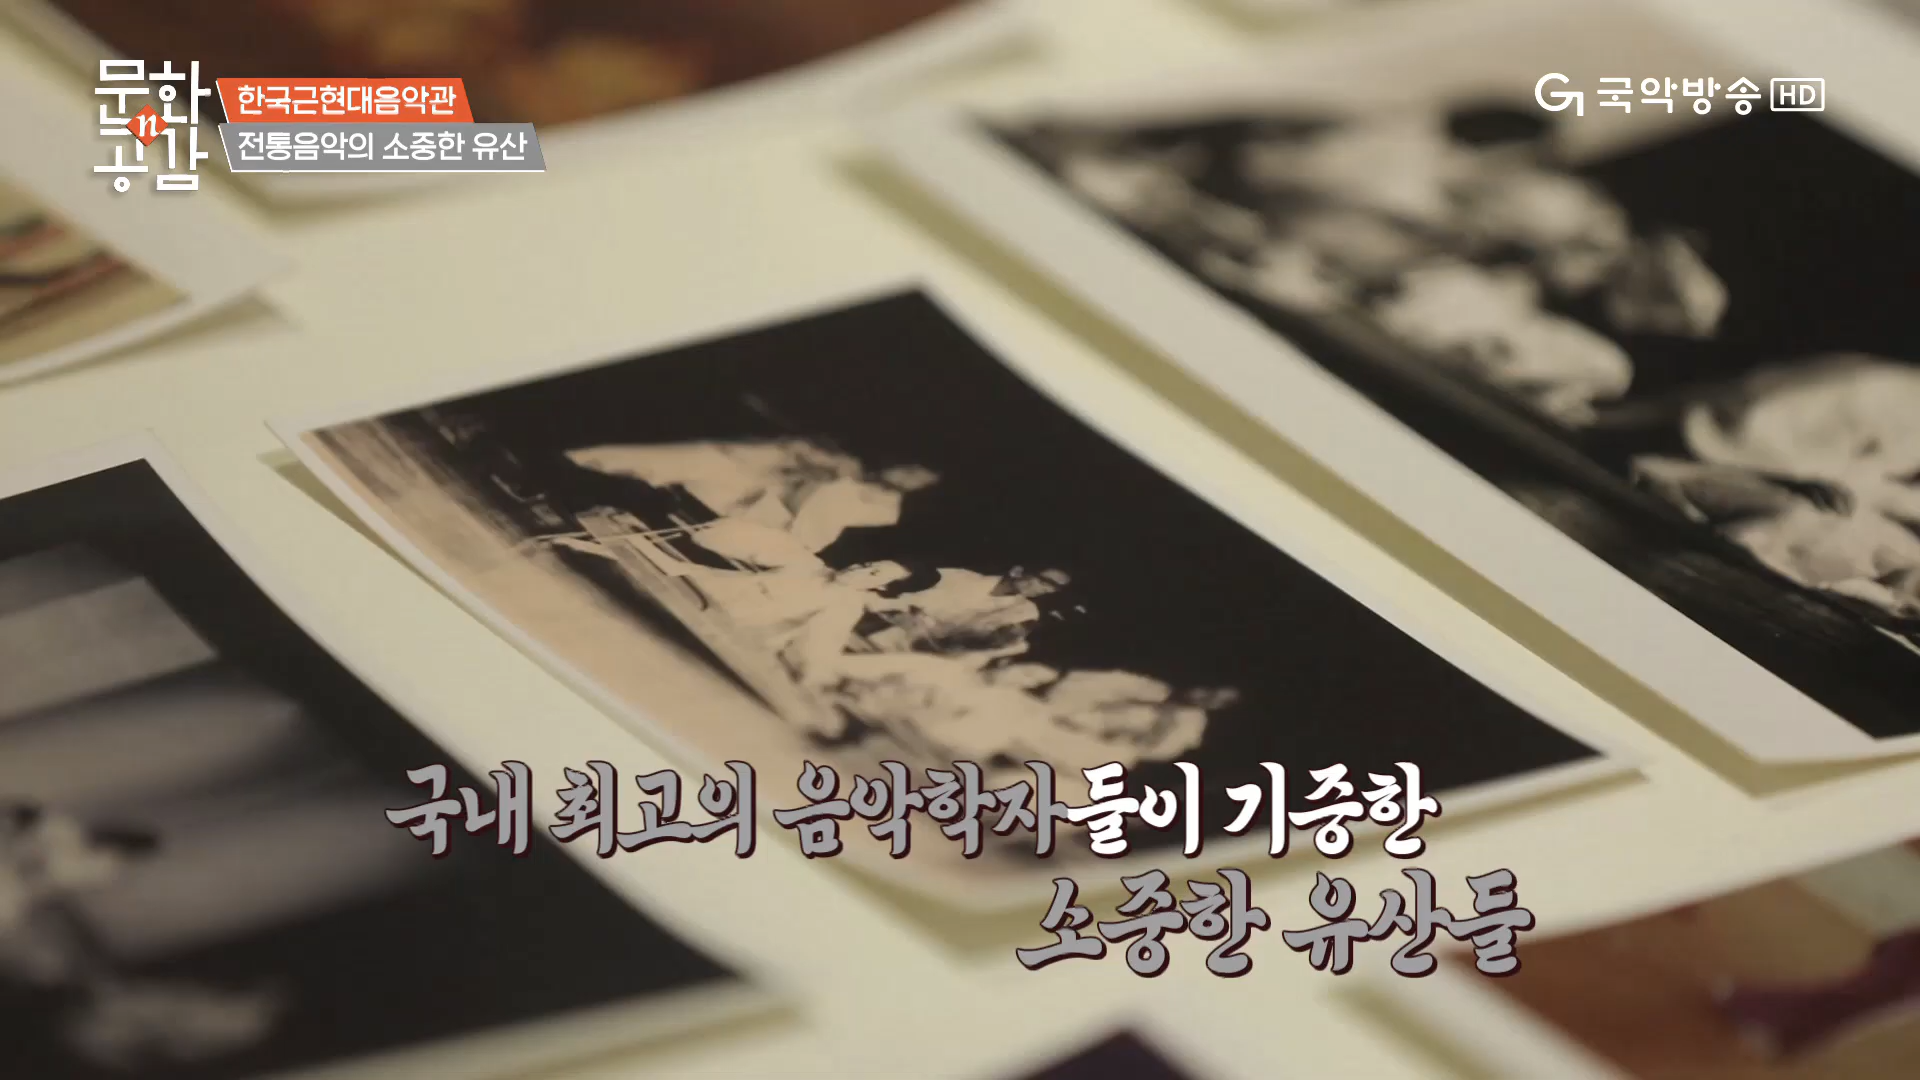 문화
n
공감
한국근현대음악관
전통음악의 소중한 유산
국악방송 HD
국내 최고의 음악학자들이 기증한
소중한 유산들